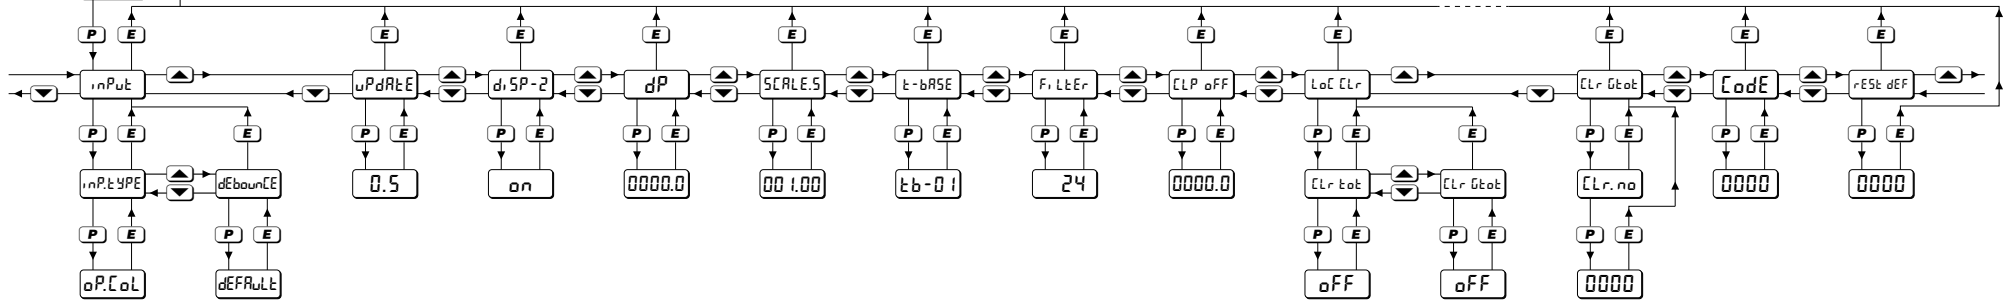 P E E E E E E E E E E E E E
inPut uPdAtE diSP-2 dP SCALE.S t-bASE FiLtEr CLP oFF LoC CLr CLr Gtot CodE rESt dEF
P E E P E P E P E P E P E P E P E P E E P E P E P E
inP.tYPE dEbounCE 0.5 on 0000.0 001.00 tb-01 24 0000.0 CLr tot CLr Gtot CLr.no 0000 0000
P E P E P E P E P E
oP.CoL dEFAuLt oFF oFF 0000